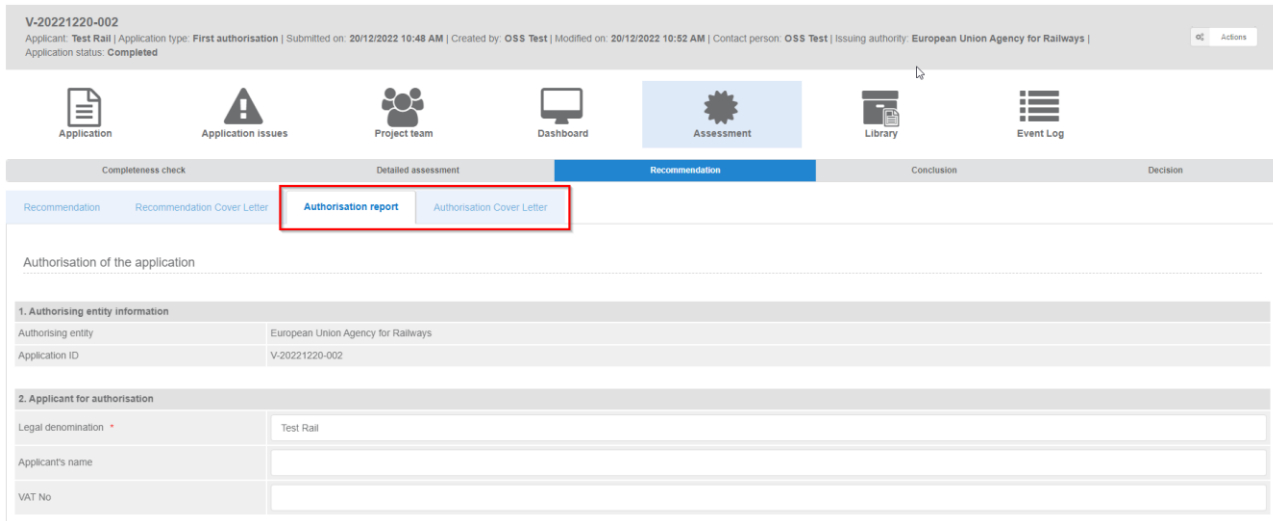 V-20221220-002
Applicant: Test Rail | Application type: First authorisation | Submitted on: 20/12/2022 10:48 AM | Created by: OSS Test | Modified on: 20/12/2022 10:52 AM | Contact person: OSS Test | Issuing authority: European Union Agency for Railways |
Application status: Completed
Actions
Application Application issues Project team Dashboard Assessment Library Event Log
Completeness check Detailed assessment Recommendation Conclusion Decision
Recommendation Recommendation Cover Letter Authorisation report Authorisation Cover Letter
Authorisation of the application
1. Authorising entity information
Authorising entity European Union Agency for Railways
Application ID V-20221220-002
2. Applicant for authorisation
Legal denomination * Test Rail
Applicant's name
VAT No